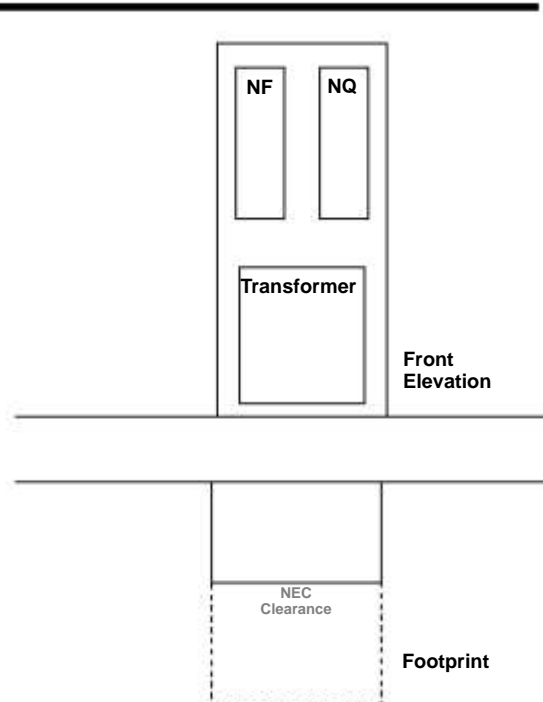 NF
NQ
Transformer
Front
Elevation
NEC
Clearance
Footprint